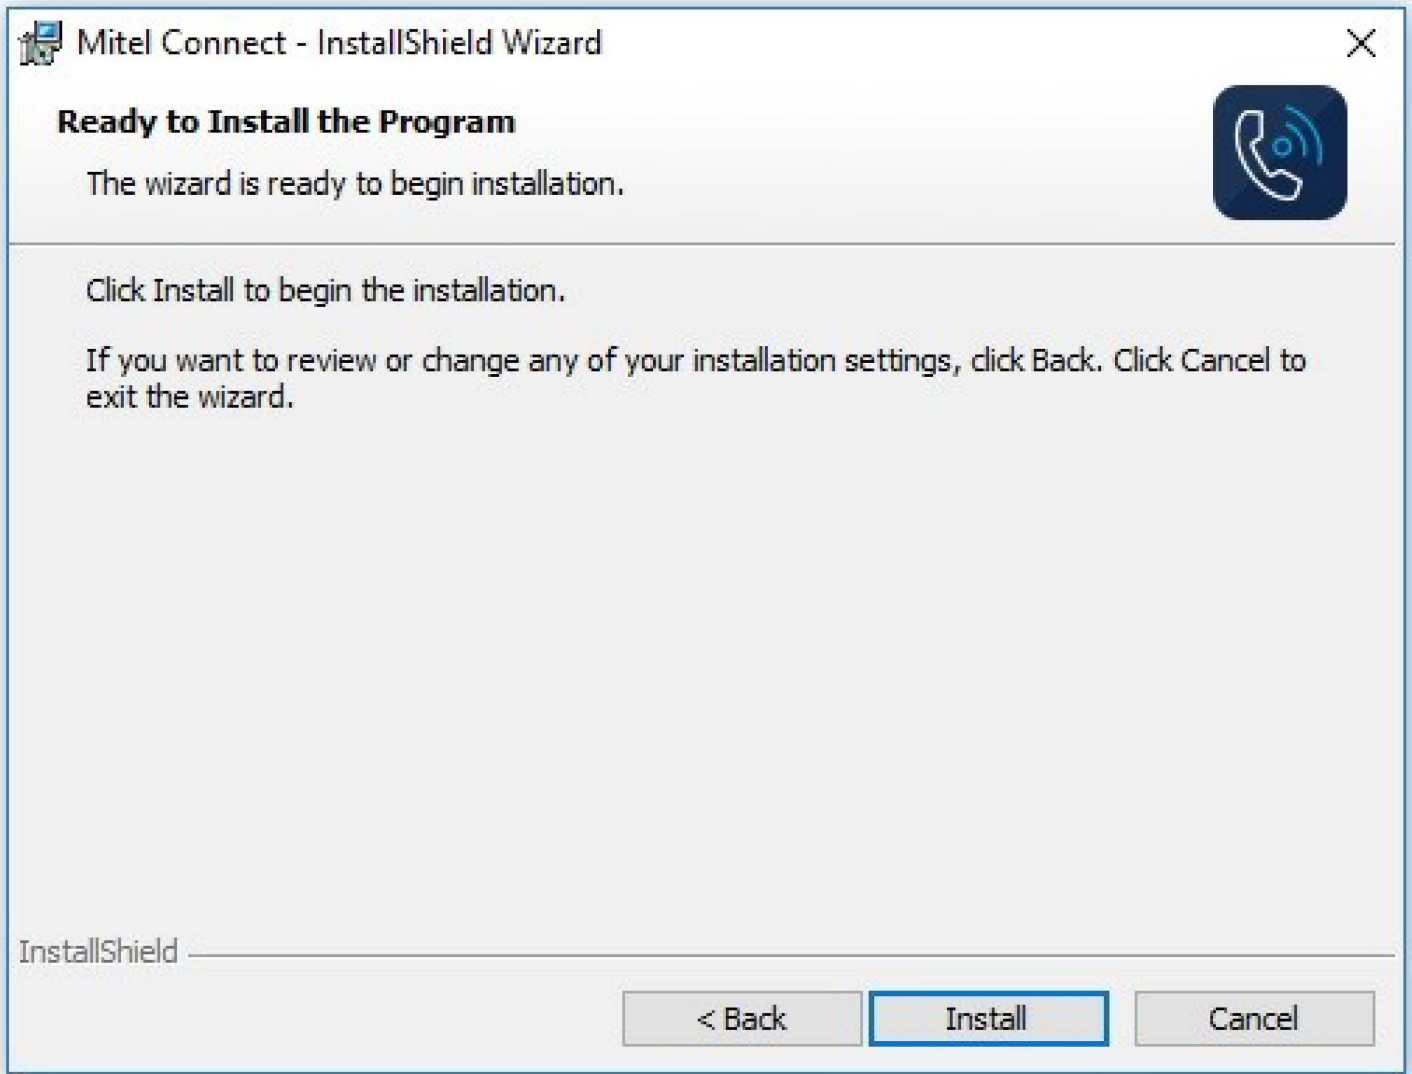 Mitel Connect - InstallShield Wizard
Ready to Install the Program
The wizard is ready to begin installation.
Click Install to begin the installation.
If you want to review or change any of your installation settings, click Back. Click Cancel to
exit the wizard.
InstallShield
< Back
Install
Cancel